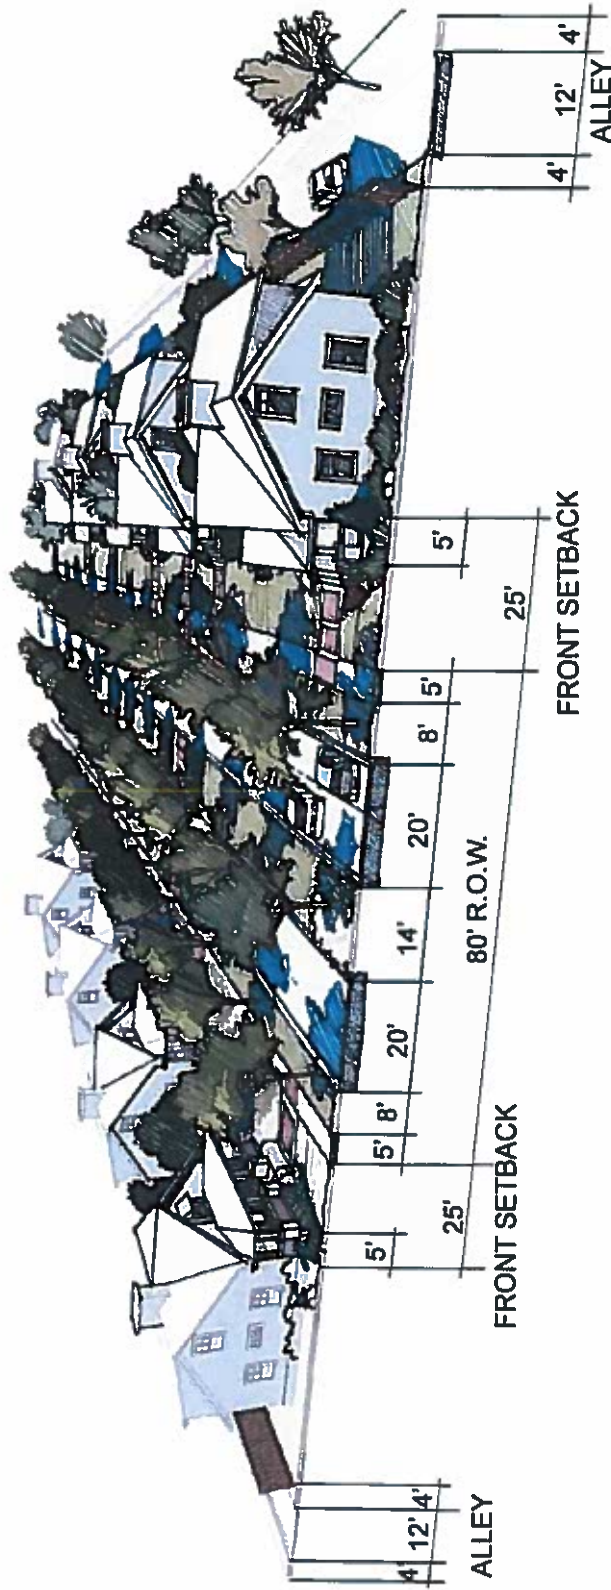 4' 12' 4'
ALLEY
5'
25'
FRONT SETBACK
5' 8' 20' 14' 20' 8' 5'
80' R.O.W.
5'
25'
FRONT SETBACK
4' 12' 4'
ALLEY